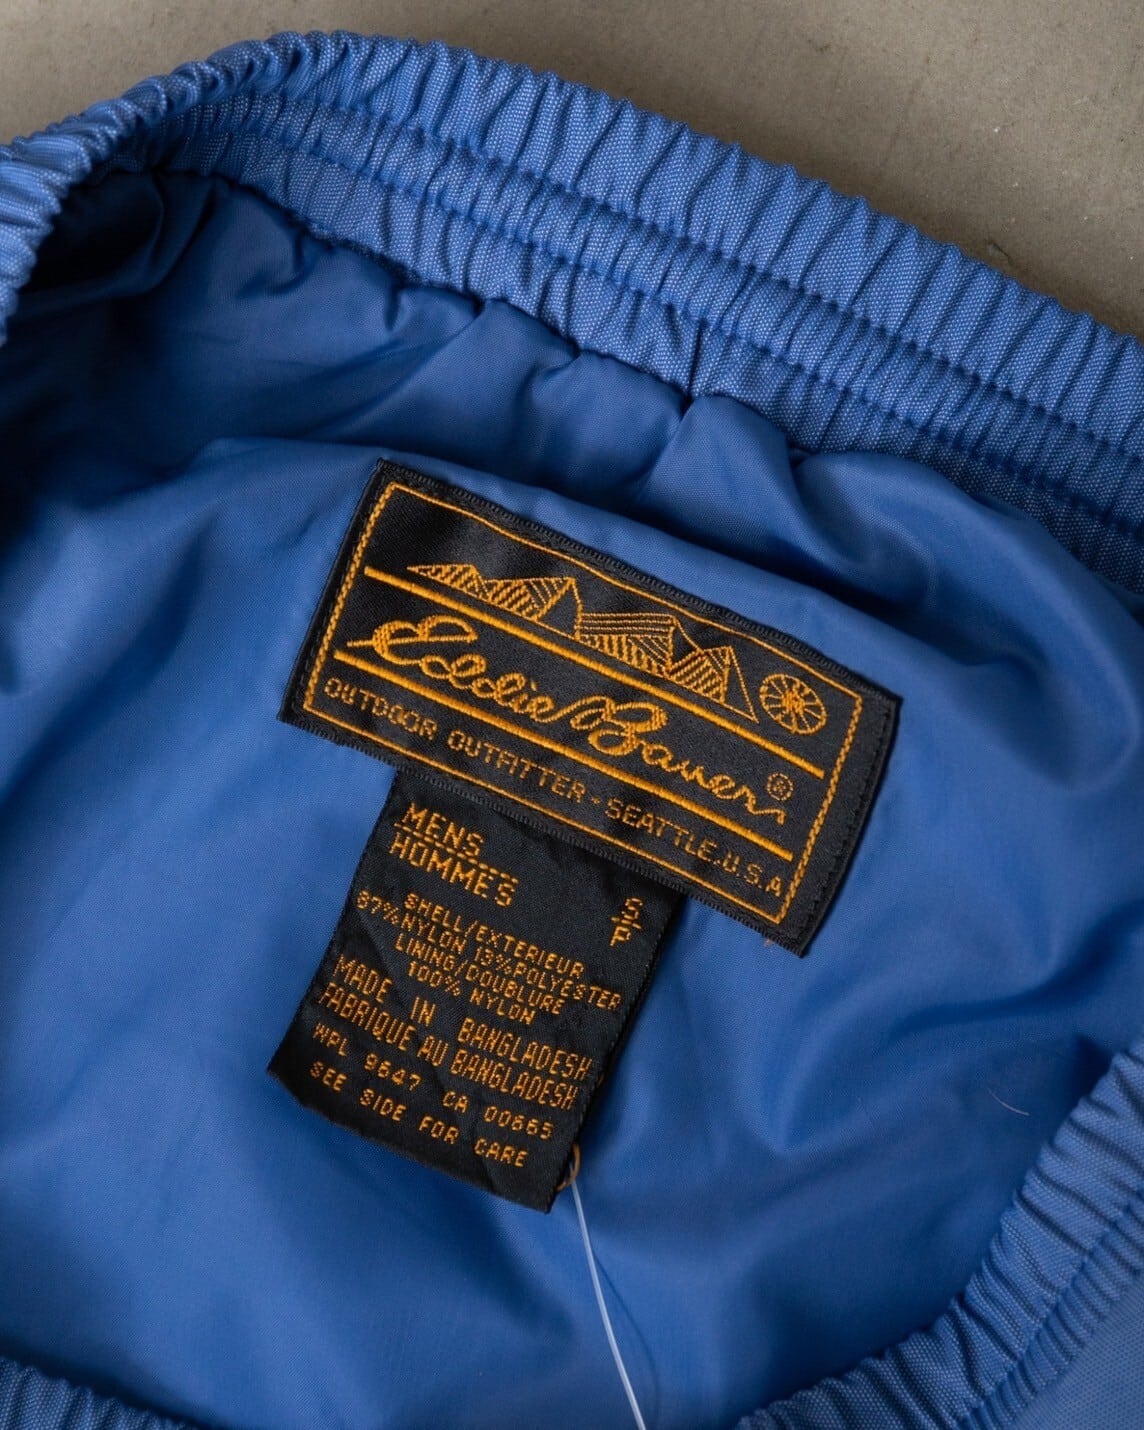 Eddie Bauer®
OUTDOOR OUTFITTER - SEATTLE, U.S.A
MENS
HOMMES
S/P
SHELL/EXTERIEUR
87% NYLON 13% POLYESTER
LINING/DOUBLURE
100% NYLON
MADE IN BANGLADESH
FABRIQUE AU BANGLADESH
WPL 9647 CA 00665
SEE SIDE FOR CARE